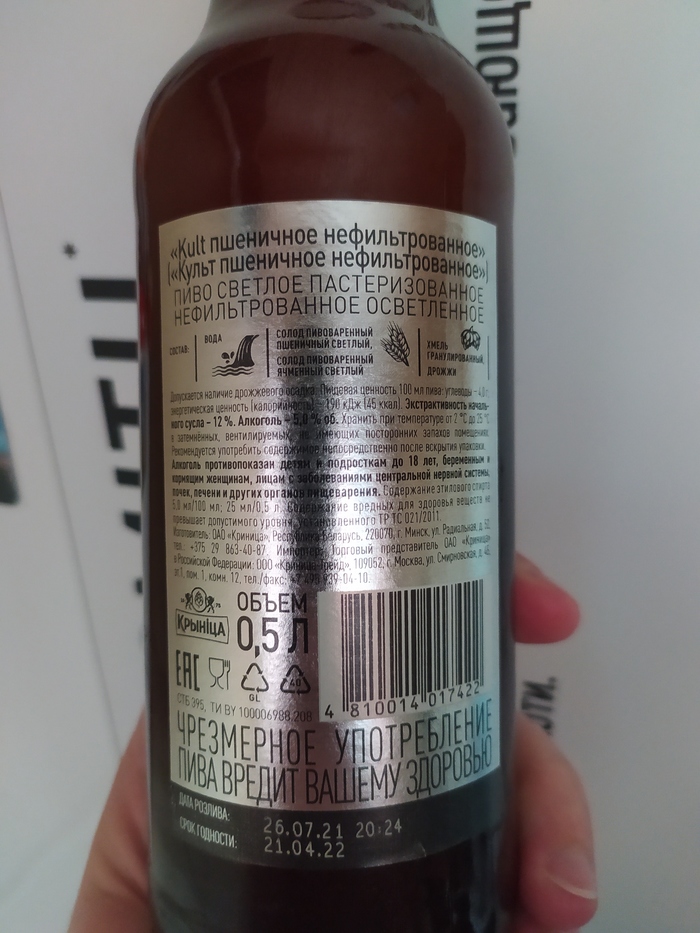 «Kult пшеничное нефильтрованное»
(«Культ пшеничное нефильтрованное»)
ПИВО СВЕТЛОЕ ПАСТЕРИЗОВАННОЕ
НЕФИЛЬТРОВАННОЕ ОСВЕТЛЕННОЕ
СОСТАВ:
ВОДА
СОЛОД ПИВОВАРЕННЫЙ
ПШЕНИЧНЫЙ СВЕТЛЫЙ,
СОЛОД ПИВОВАРЕННЫЙ
ЯЧМЕННЫЙ СВЕТЛЫЙ
ХМЕЛЬ
ГРАНУЛИРОВАННЫЙ,
ДРОЖЖИ
Допускается наличие дрожжевого осадка. Пищевая ценность 100 мл пива: углеводы –
энергетическая ценность (калорийность) – 190 кДж (45 ккал). Экстрактивность началь-
ного сусла – 12 %. Алкоголь – 5,0 % об. Хранить при температуре от 2 °С до 25 °С
в затемнённых, вентилируемых, не имеющих посторонних запахов помещениях.
Рекомендуется употребить содержимое непосредственно после вскрытия упаковки.
Алкоголь противопоказан детям и подросткам до 18 лет, беременным и
кормящим женщинам, лицам с заболеваниями центральной нервной системы,
почек, печени и других органов пищеварения. Содержание этилового спирта
5,0 мл/100 мл; 25 мл/0,5 л. Содержание вредных для здоровья веществ не
превышает допустимого уровня, установленного ТР ТС 021/2011.
Изготовитель: ОАО «Криница», Республика Беларусь, 220070, г. Минск, ул. Радиальная, д. 52,
тел.: +375 29 863-40-87. Импортер, торговый представитель ОАО «Криница»
в Российской Федерации: ООО «Криница-Трейд», 109052, г. Москва, ул. Смирновская, д. 4Б,
эт. 1, пом. 1, комн. 12, тел./факс: +7 498 939-04-10.
19 75
КРЫНІЦА
ОБЪЕМ
0,5 Л
EAC
GL
40
4 810014 017422
СТБ 395, ТИ BY 100006988.208
ЧРЕЗМЕРНОЕ УПОТРЕБЛЕНИЕ
ПИВА ВРЕДИТ ВАШЕМУ ЗДОРОВЬЮ
ДАТА РОЗЛИВА:
26.07.21 20:24
СРОК ГОДНОСТИ:
21.04.22